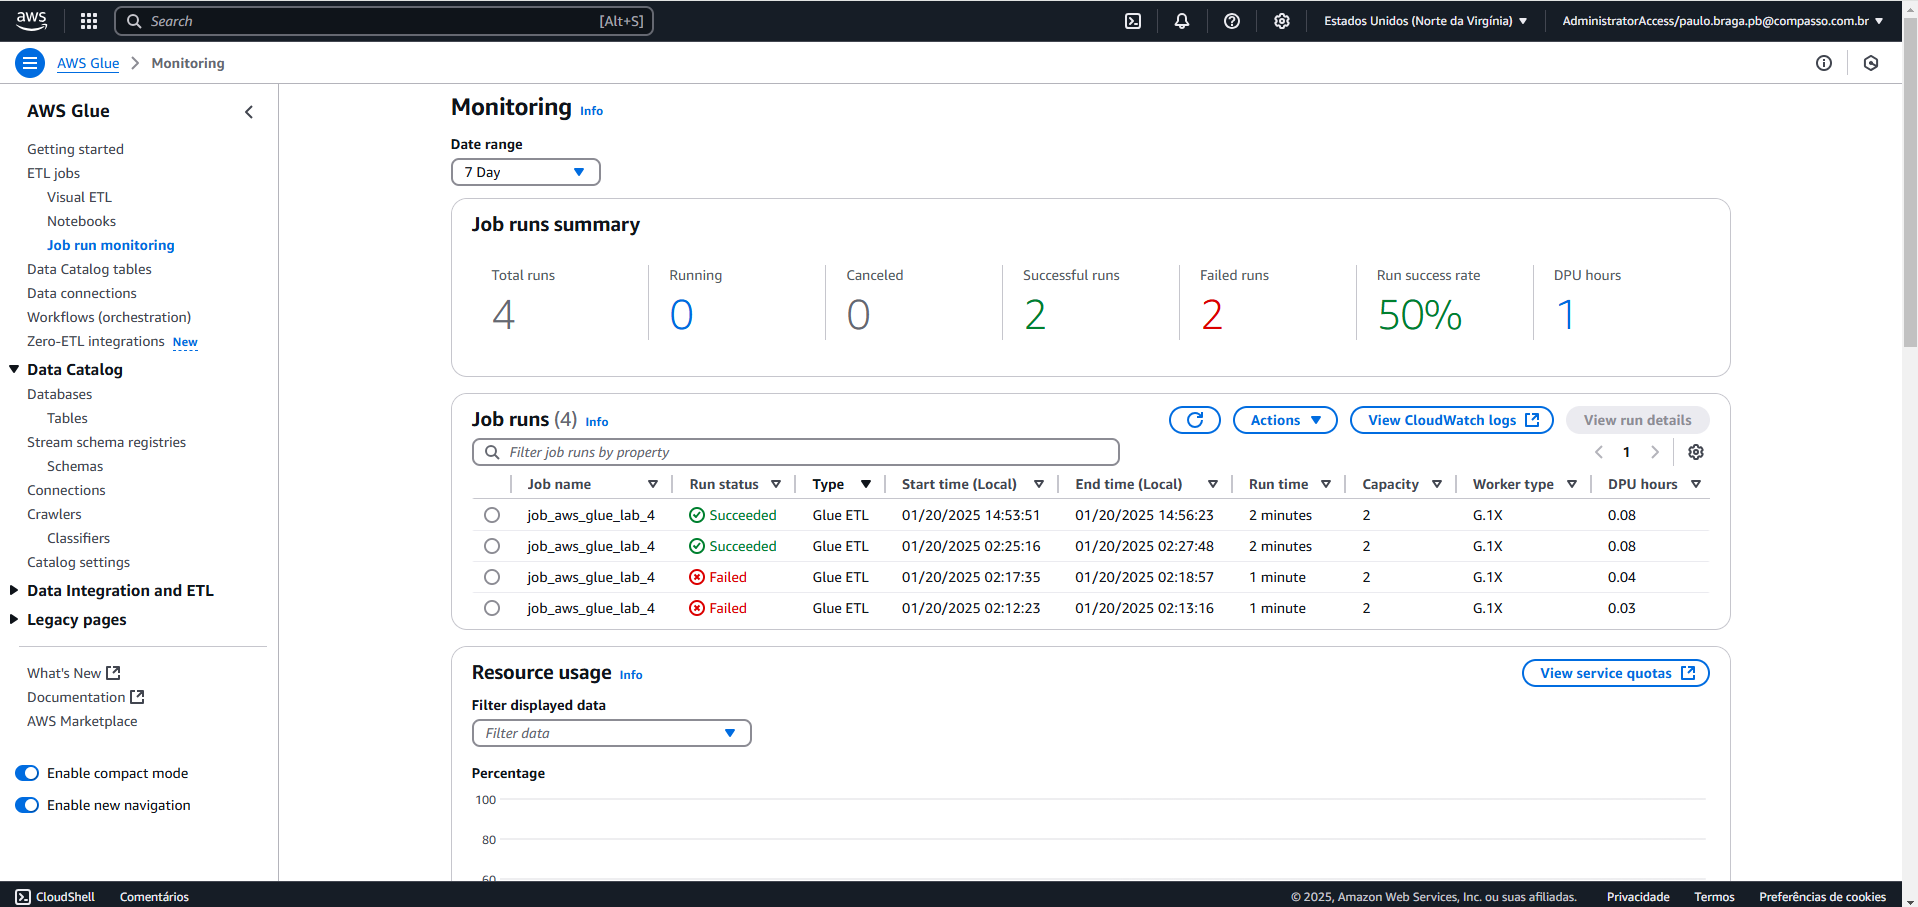 aws
Search [Alt+S]
Estados Unidos (Norte da Virgínia)
AdministratorAccess/paulo.braga.pb@compasso.com.br
AWS Glue > Monitoring
AWS Glue
Getting started
ETL jobs
Visual ETL
Notebooks
Job run monitoring
Data Catalog tables
Data connections
Workflows (orchestration)
Zero-ETL integrations New
Data Catalog
Databases
Tables
Stream schema registries
Schemas
Connections
Crawlers
Classifiers
Catalog settings
Data Integration and ETL
Legacy pages
What's New
Documentation
AWS Marketplace
Enable compact mode
Enable new navigation
Monitoring Info
Date range
7 Day
Job runs summary
Total runs
4
Running
0
Canceled
0
Successful runs
2
Failed runs
2
Run success rate
50%
DPU hours
1
Job runs (4) Info
Actions
View CloudWatch logs
View run details
Filter job runs by property
1
Job name Run status Type Start time (Local) End time (Local) Run time Capacity Worker type DPU hours
job_aws_glue_lab_4 Succeeded Glue ETL 01/20/2025 14:53:51 01/20/2025 14:56:23 2 minutes 2 G.1X 0.08
job_aws_glue_lab_4 Succeeded Glue ETL 01/20/2025 02:25:16 01/20/2025 02:27:48 2 minutes 2 G.1X 0.08
job_aws_glue_lab_4 Failed Glue ETL 01/20/2025 02:17:35 01/20/2025 02:18:57 1 minute 2 G.1X 0.04
job_aws_glue_lab_4 Failed Glue ETL 01/20/2025 02:12:23 01/20/2025 02:13:16 1 minute 2 G.1X 0.03
Resource usage Info
View service quotas
Filter displayed data
Filter data
Percentage
100
80
60
CloudShell Comentários
© 2025, Amazon Web Services, Inc. ou suas afiliadas. Privacidade Termos Preferências de cookies